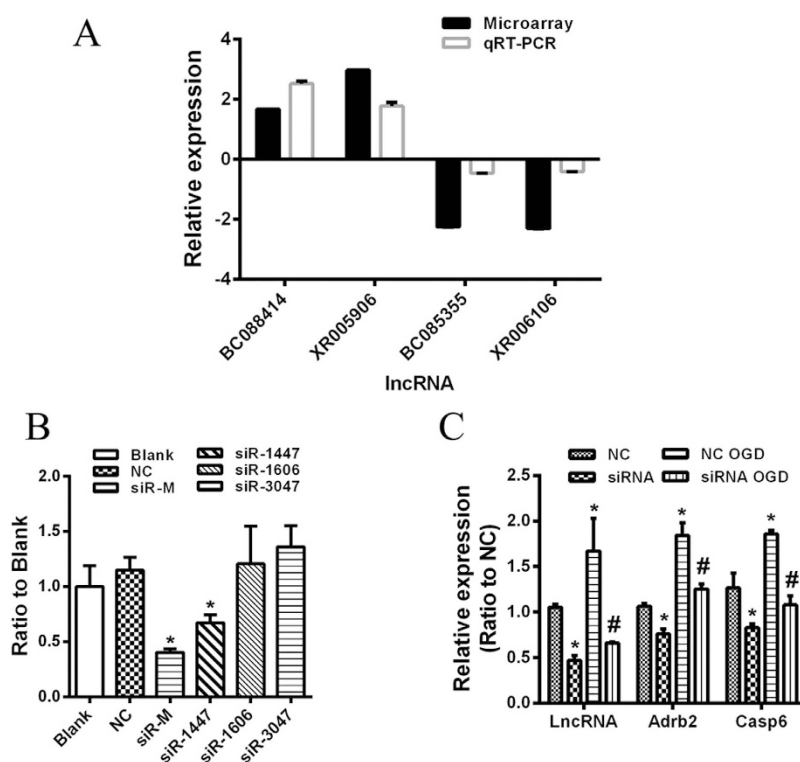 A
Microarray
qRT-PCR
Relative expression
4
2
0
-2
-4
BC088414
XR005906
BC085355
XR006106
lncRNA
B
Blank
NC
siR-M
siR-1447
siR-1606
siR-3047
Ratio to Blank
2.0
1.5
1.0
0.5
0.0
*
*
Blank
NC
siR-M
siR-1447
siR-1606
siR-3047
C
NC
siRNA
NC OGD
siRNA OGD
Relative expression
(Ratio to NC)
2.5
2.0
1.5
1.0
0.5
0.0
*
*
#
*
*
#
*
*
#
LncRNA
Adrb2
Casp6